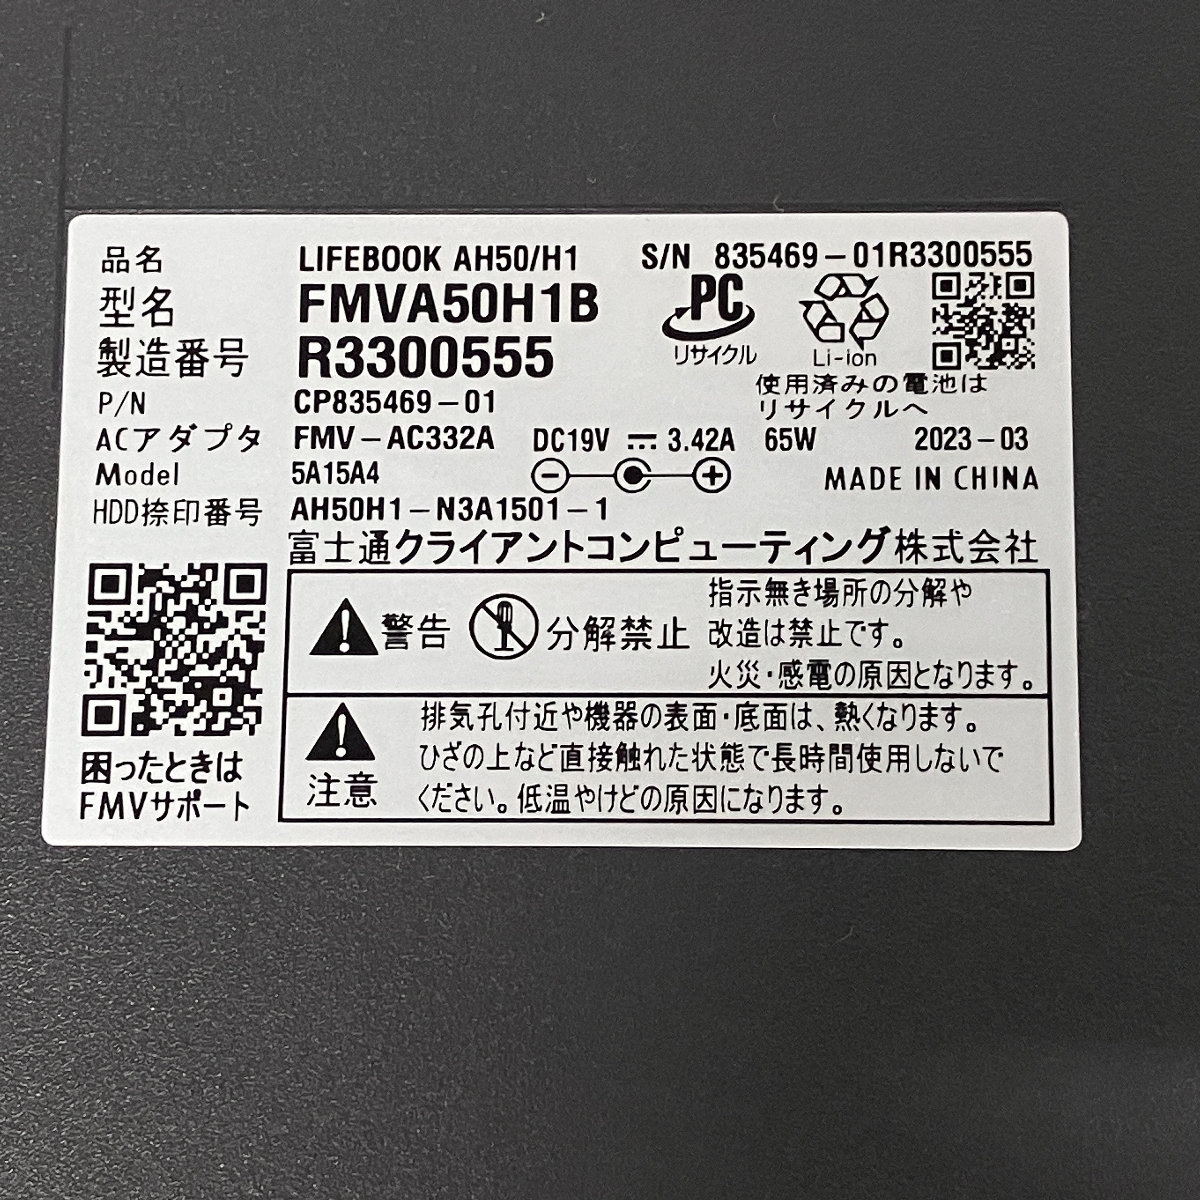 品名 LIFEBOOK AH50/H1 S/N 835469-01R3300555
型名 FMVA50H1B
製造番号 R3300555
PC
リサイクル
Li-ion
使用済みの電池は
リサイクルへ
P/N CP835469-01
ACアダプタ FMV-AC332A DC19V ⎓ 3.42A 65W 2023-03
Model 5A15A4 MADE IN CHINA
HDD捺印番号 AH50H1-N3A1501-1
富士通クライアントコンピューティング株式会社
警告 分解禁止
指示無き場所の分解や
改造は禁止です。
火災・感電の原因となります。
注意
排気孔付近や機器の表面・底面は、熱くなります。
ひざの上など直接触れた状態で長時間使用しないで
ください。低温やけどの原因になります。
困ったときは
FMVサポート